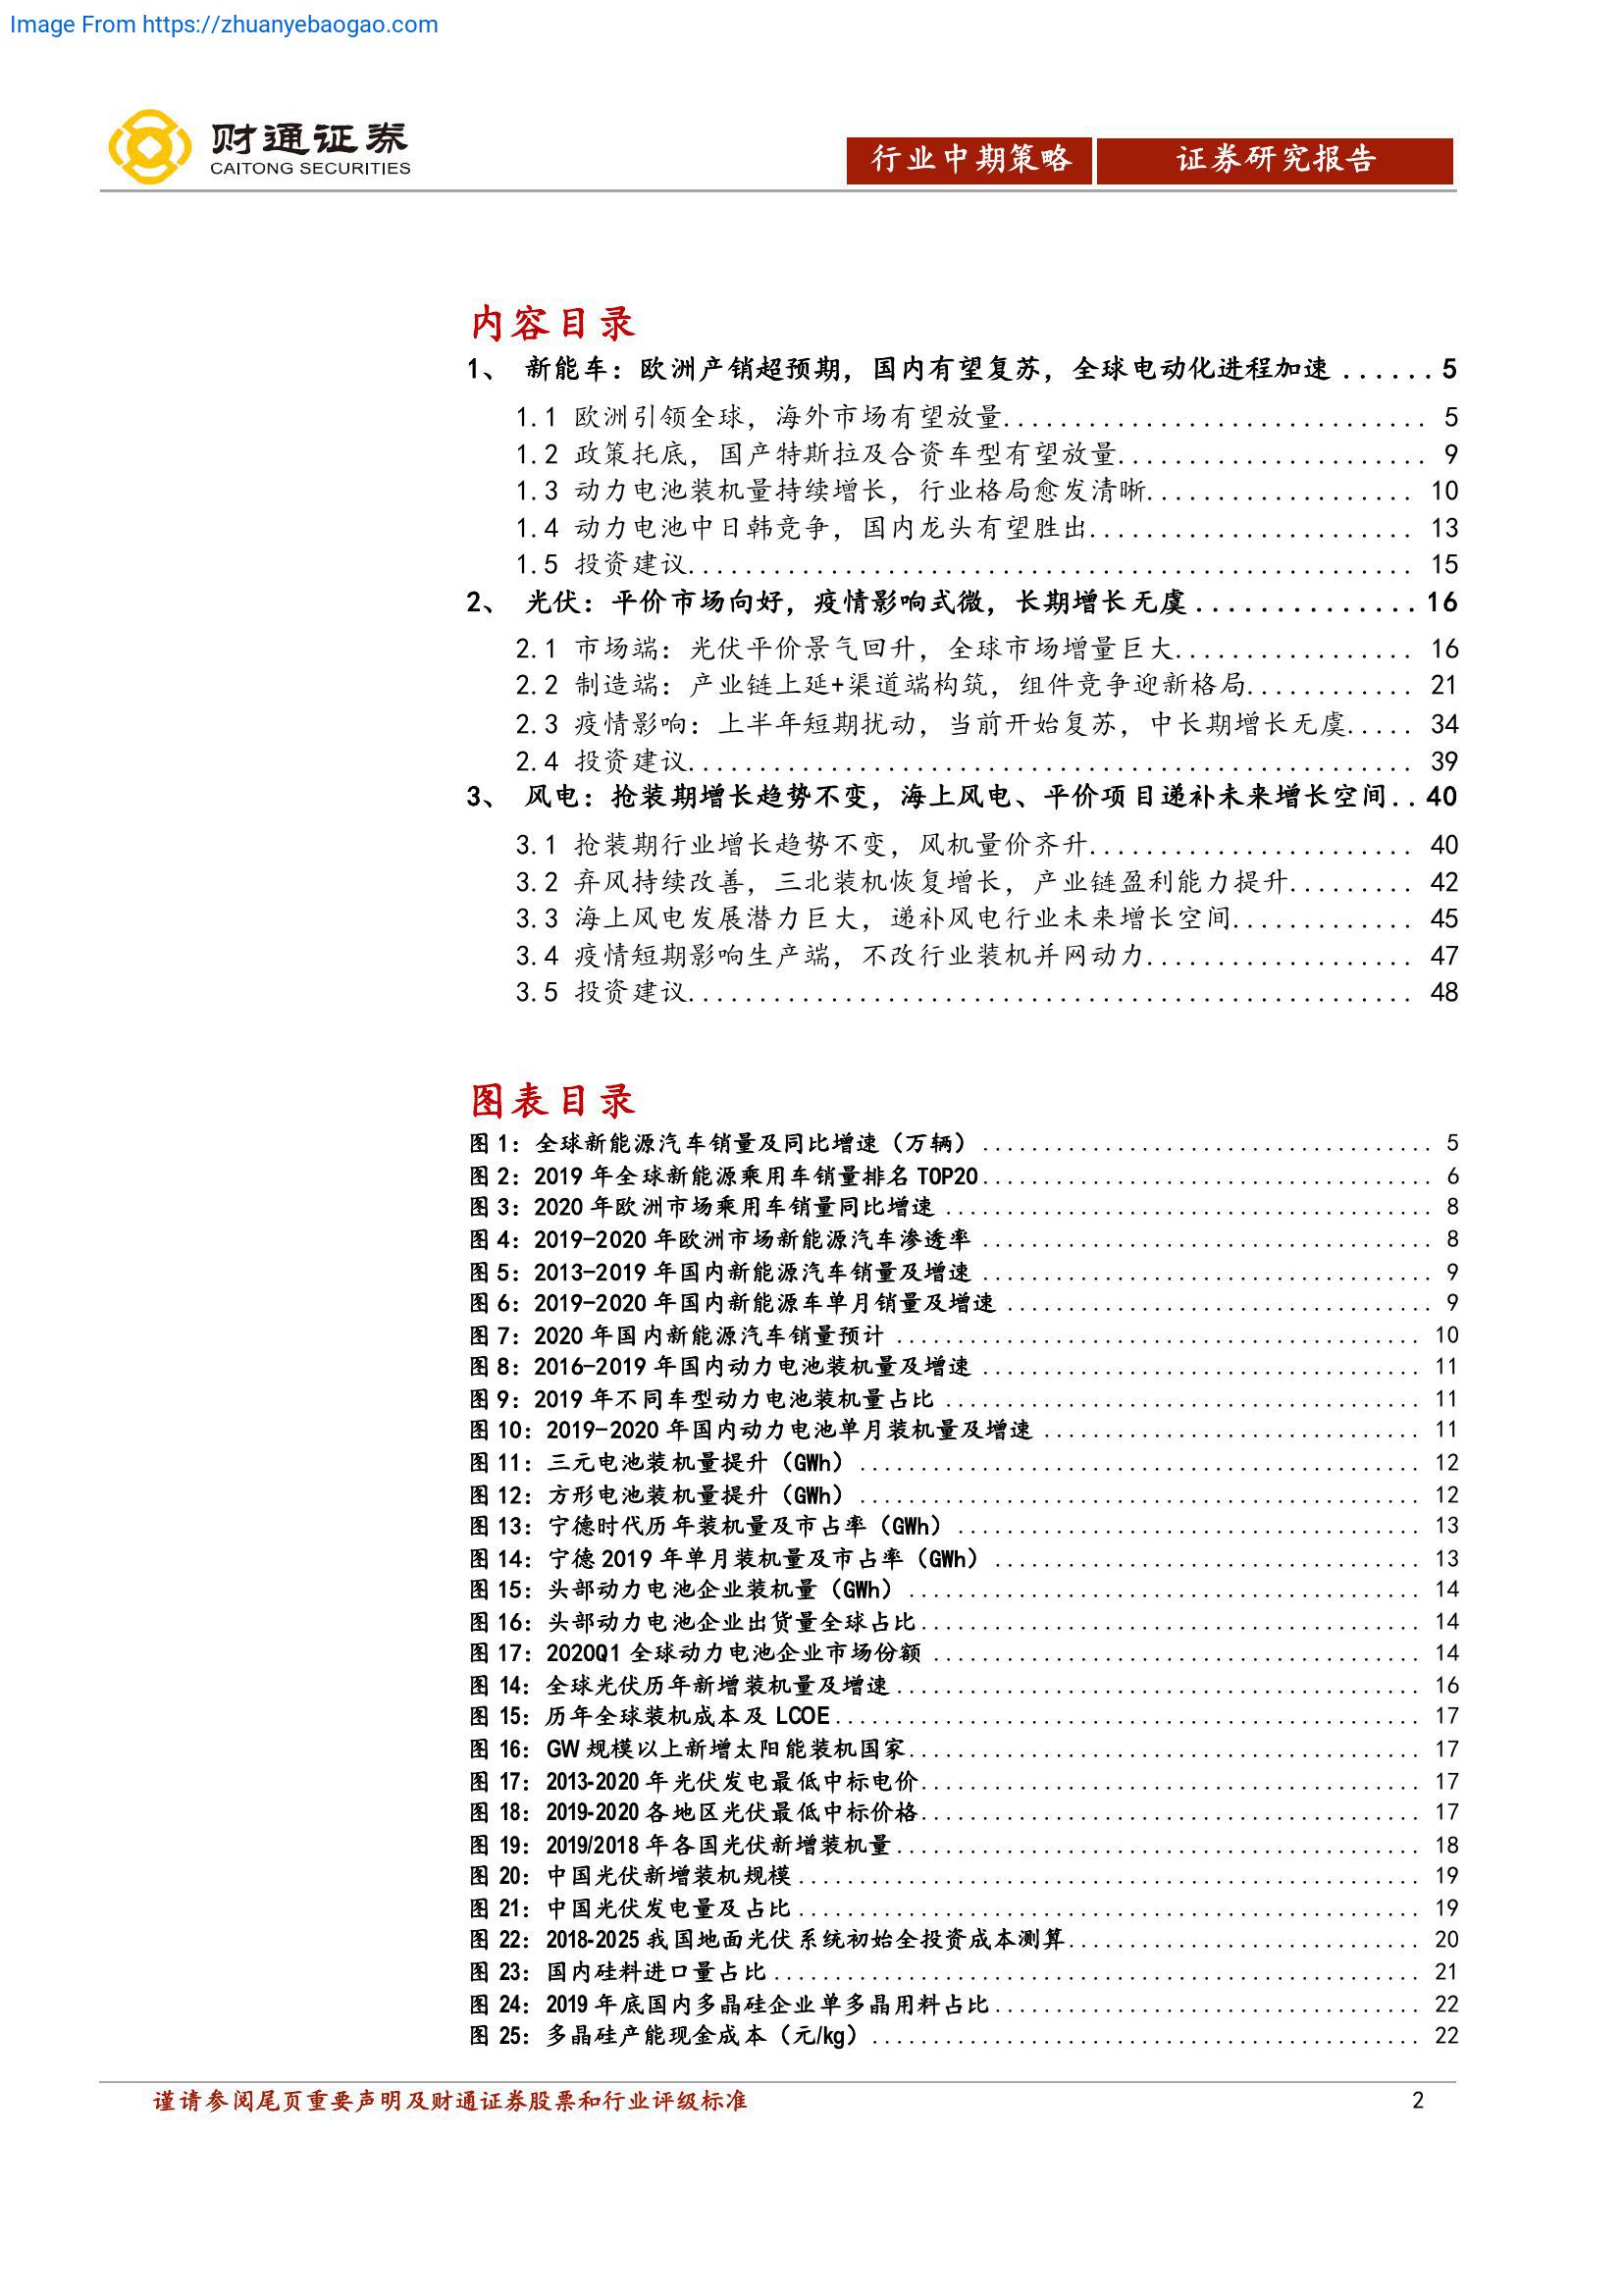 Image From https://zhuanyebaogao.com
财通证券
CAITONG SECURITIES
行业中期策略 证券研究报告
内容目录
1、 新能车：欧洲产销超预期，国内有望复苏，全球电动化进程加速 ...... 5
1.1 欧洲引领全球，海外市场有望放量.............................. 5
1.2 政策托底，国产特斯拉及合资车型有望放量...................... 9
1.3 动力电池装机量持续增长，行业格局愈发清晰................... 10
1.4 动力电池中日韩竞争，国内龙头有望胜出....................... 13
1.5 投资建议................................................... 15
2、 光伏：平价市场向好，疫情影响式微，长期增长无虞...............16
2.1 市场端：光伏平价景气回升，全球市场增量巨大................. 16
2.2 制造端：产业链上延+渠道端构筑，组件竞争迎新格局............ 21
2.3 疫情影响：上半年短期扰动，当前开始复苏，中长期增长无虞..... 34
2.4 投资建议................................................... 39
3、 风电：抢装期增长趋势不变，海上风电、平价项目递补未来增长空间..40
3.1 抢装期行业增长趋势不变，风机量价齐升....................... 40
3.2 弃风持续改善，三北装机恢复增长，产业链盈利能力提升......... 42
3.3 海上风电发展潜力巨大，递补风电行业未来增长空间............. 45
3.4 疫情短期影响生产端，不改行业装机并网动力................... 47
3.5 投资建议................................................... 48
图表目录
图 1：全球新能源汽车销量及同比增速（万辆） ..................................... 5
图 2：2019 年全球新能源乘用车销量排名 TOP20..................................... 6
图 3：2020 年欧洲市场乘用车销量同比增速 ........................................ 8
图 4：2019-2020 年欧洲市场新能源汽车渗透率 ..................................... 8
图 5：2013-2019 年国内新能源汽车销量及增速 ..................................... 9
图 6：2019-2020 年国内新能源车单月销量及增速 ................................... 9
图 7：2020 年国内新能源汽车销量预计 ........................................... 10
图 8：2016-2019 年国内动力电池装机量及增速 .................................... 11
图 9：2019 年不同车型动力电池装机量占比 ....................................... 11
图 10：2019-2020 年国内动力电池单月装机量及增速 ............................... 11
图 11：三元电池装机量提升（GWh） .............................................. 12
图 12：方形电池装机量提升（GWh） .............................................. 12
图 13：宁德时代历年装机量及市占率（GWh） ...................................... 13
图 14：宁德 2019 年单月装机量及市占率（GWh） ................................... 13
图 15：头部动力电池企业装机量（GWh） .......................................... 14
图 16：头部动力电池企业出货量全球占比......................................... 14
图 17：2020Q1 全球动力电池企业市场份额 ........................................ 14
图 14：全球光伏历年新增装机量及增速........................................... 16
图 15：历年全球装机成本及 LCOE................................................ 17
图 16：GW 规模以上新增太阳能装机国家.......................................... 17
图 17：2013-2020 年光伏发电最低中标电价......................................... 17
图 18：2019-2020 各地区光伏最低中标价格......................................... 17
图 19：2019/2018 年各国光伏新增装机量........................................... 18
图 20：中国光伏新增装机规模................................................... 19
图 21：中国光伏发电量及占比................................................... 19
图 22：2018-2025 我国地面光伏系统初始全投资成本测算............................. 20
图 23：国内硅料进口量占比..................................................... 21
图 24：2019 年底国内多晶硅企业单多晶用料占比................................... 22
图 25：多晶硅产能现金成本（元/kg） ............................................. 22
谨请参阅尾页重要声明及财通证券股票和行业评级标准 2